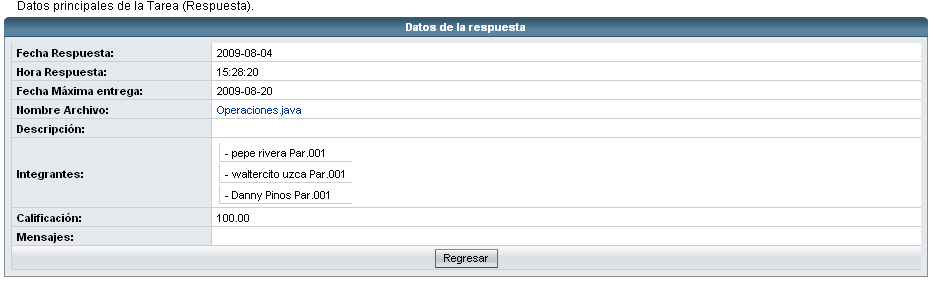 Datos principales de la Tarea (Respuesta).
Datos de la respuesta
Fecha Respuesta: 2009-08-04
Hora Respuesta: 15:28:20
Fecha Máxima entrega: 2009-08-20
Nombre Archivo: Operaciones.java
Descripción:
Integrantes:
- pepe rivera Par.001
- waltercito uzca Par.001
- Danny Pinos Par.001
Calificación: 100.00
Mensajes:
Regresar